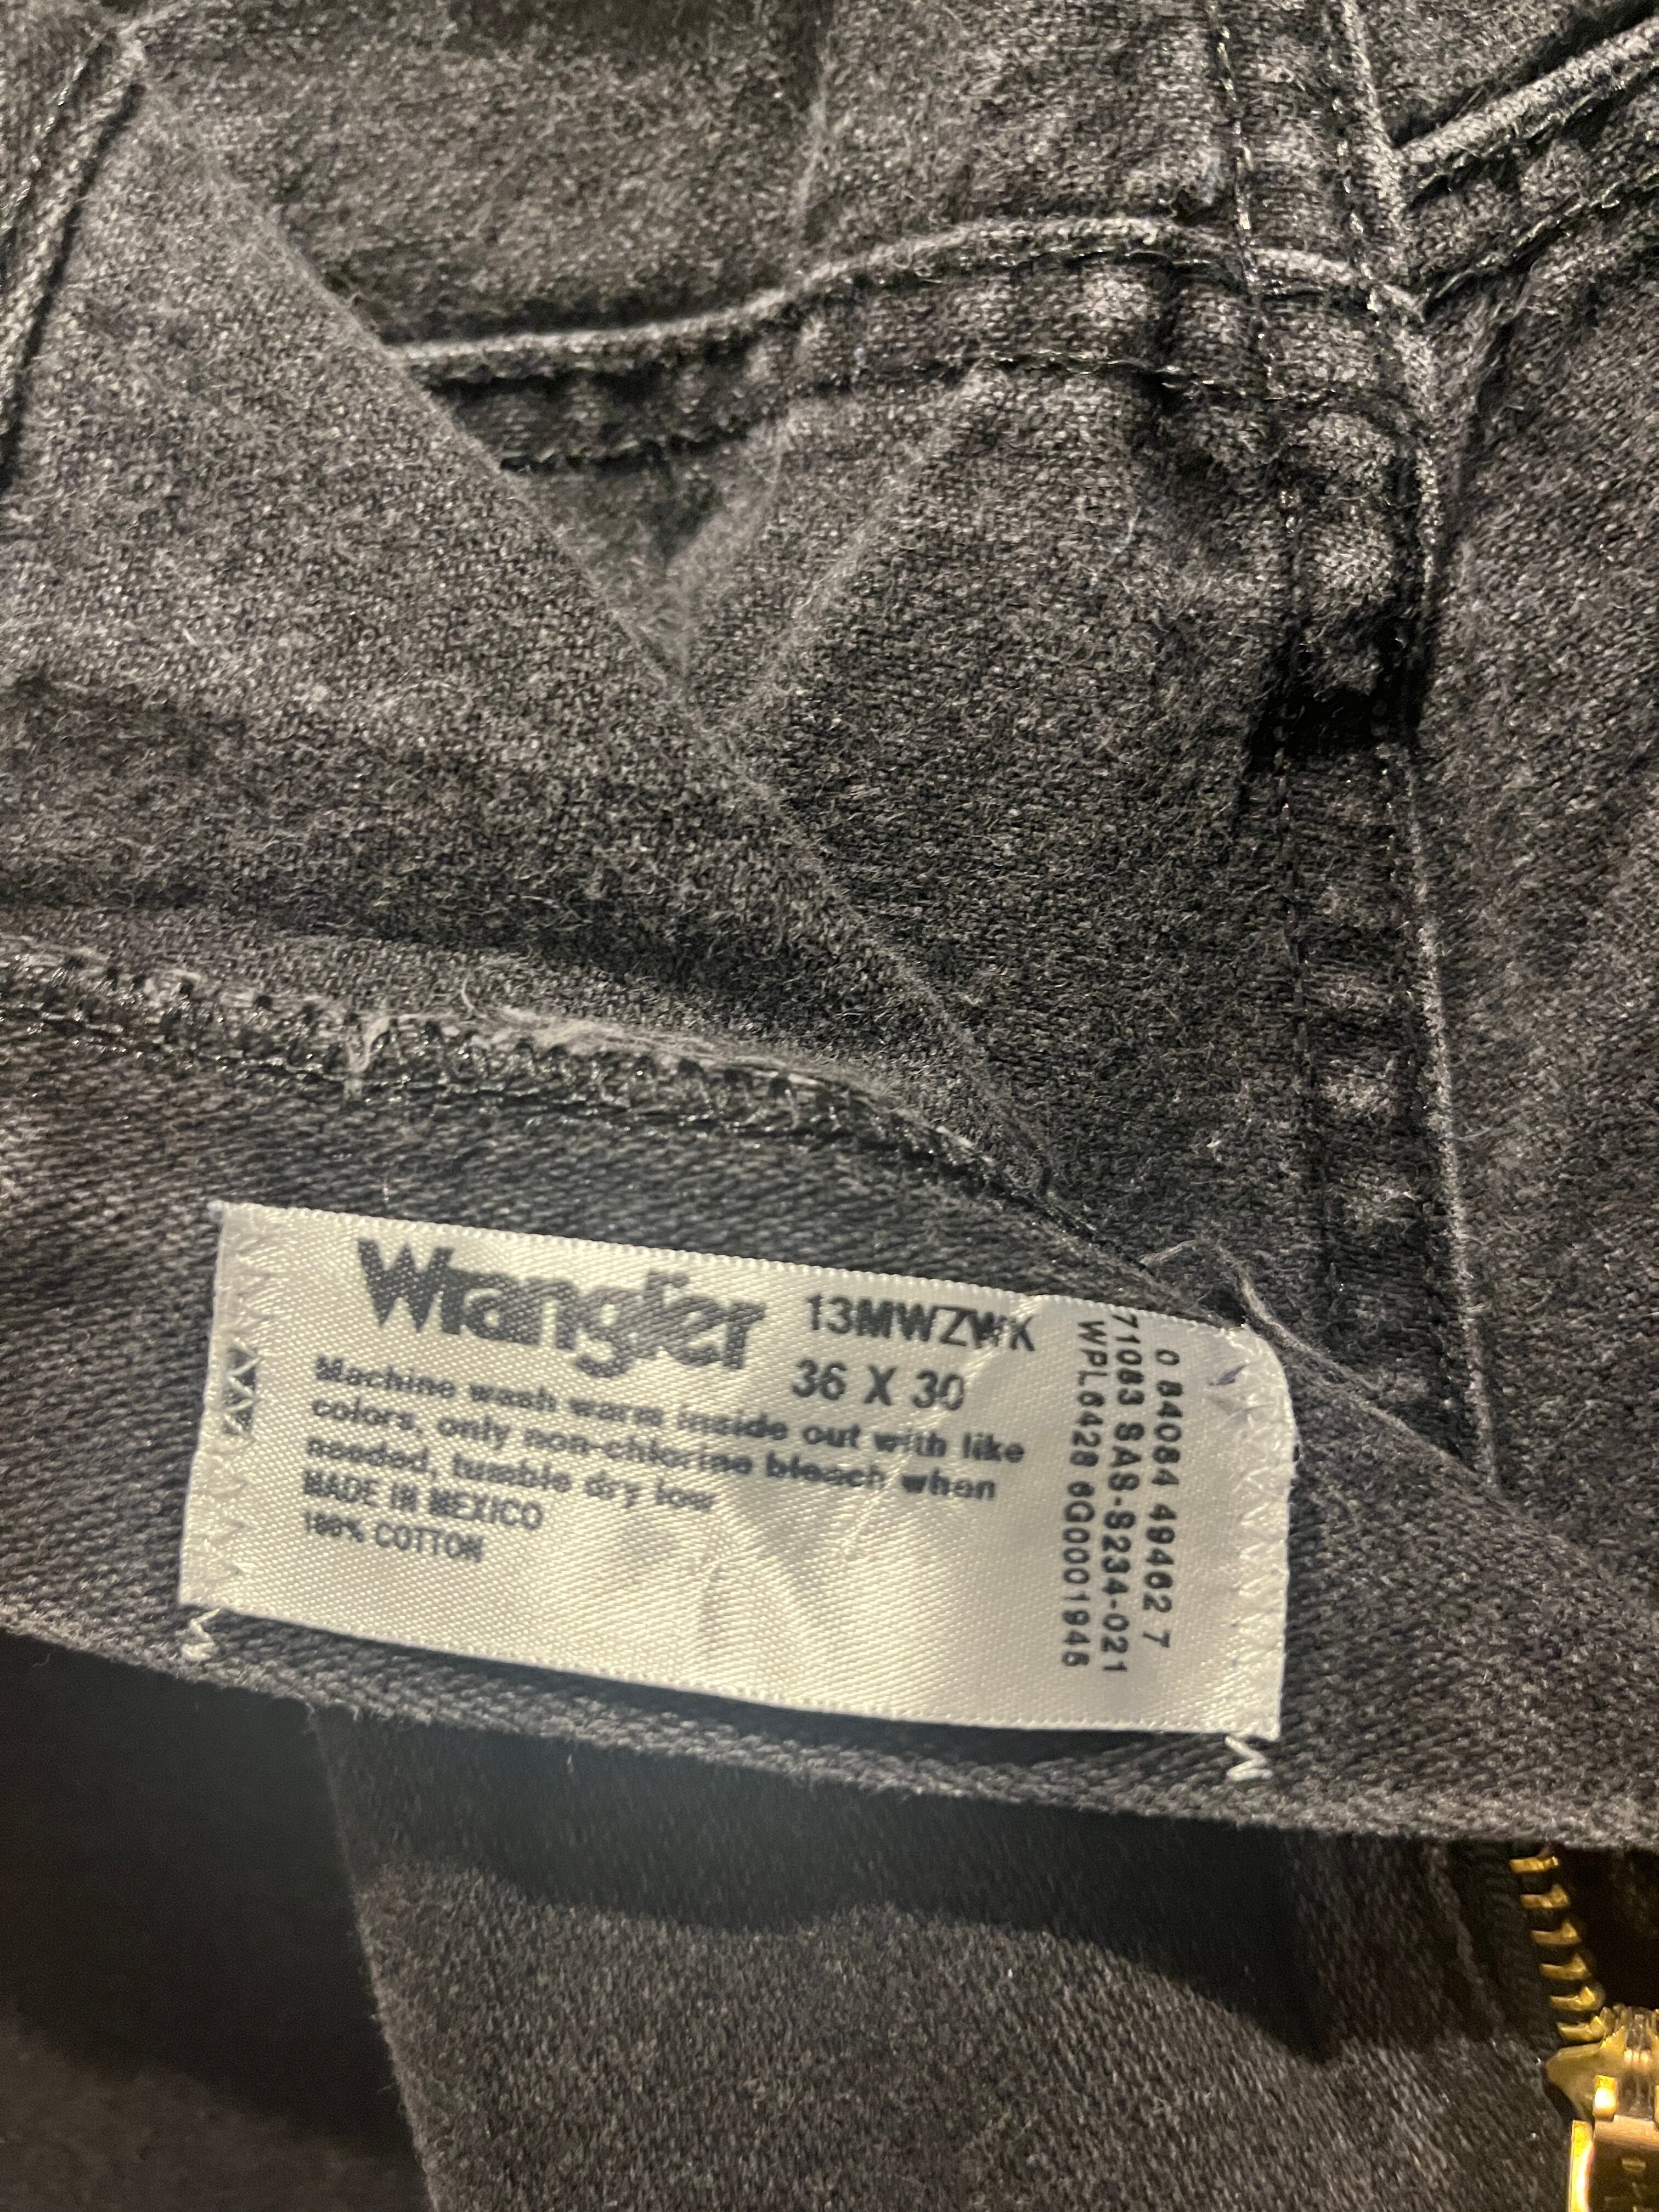 Wrangler
13MWZWK
36 X 30
Machine wash warm inside out with like
colors, only non-chlorine bleach when
needed, tumble dry low
MADE IN MEXICO
100% COTTON
0 84084 49462 7
71083 SAS-S234-021
WPL6428 6G0001946